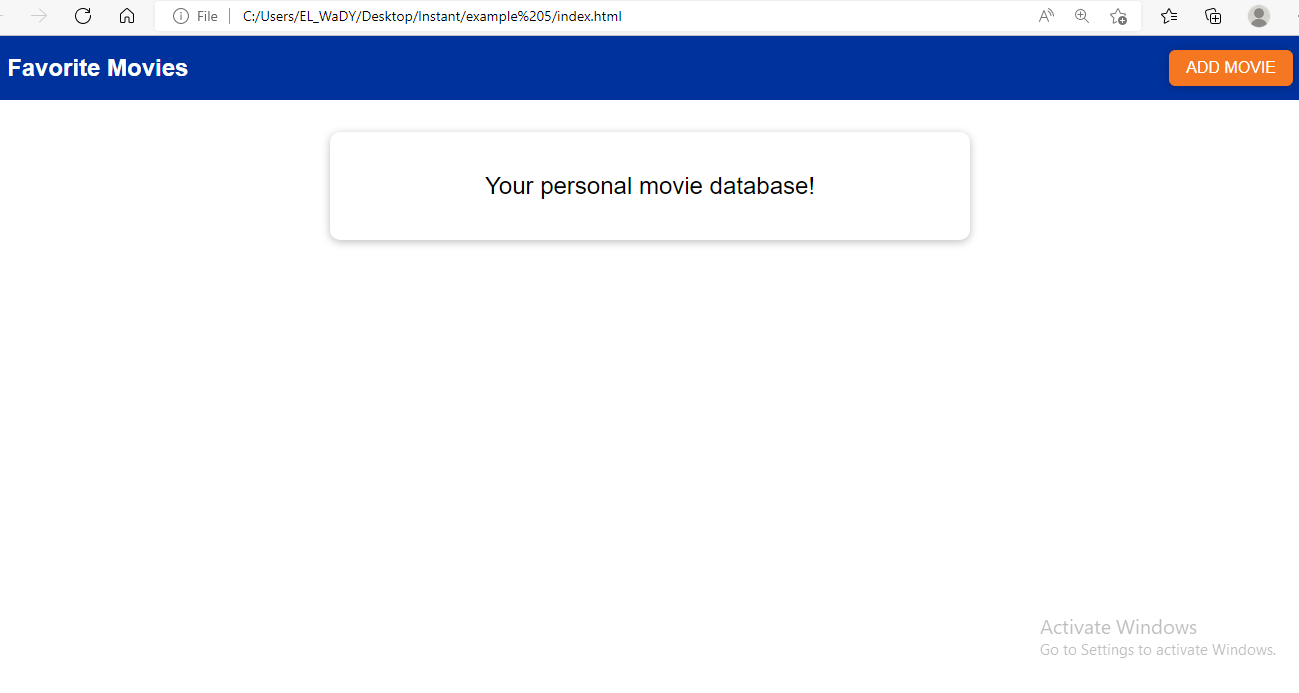 File C:/Users/EL_WaDY/Desktop/Instant/example%205/index.html
Favorite Movies ADD MOVIE
Your personal movie database!
Activate Windows
Go to Settings to activate Windows.